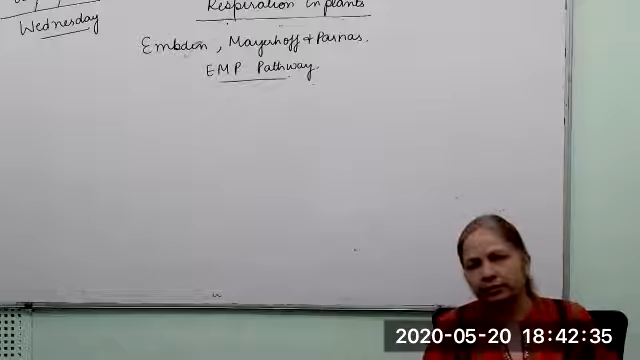 Respiration In plants
Wednesday
Embden, Mayerhoff & Parnas.
EMP Pathway.
2020-05-20 18:42:35